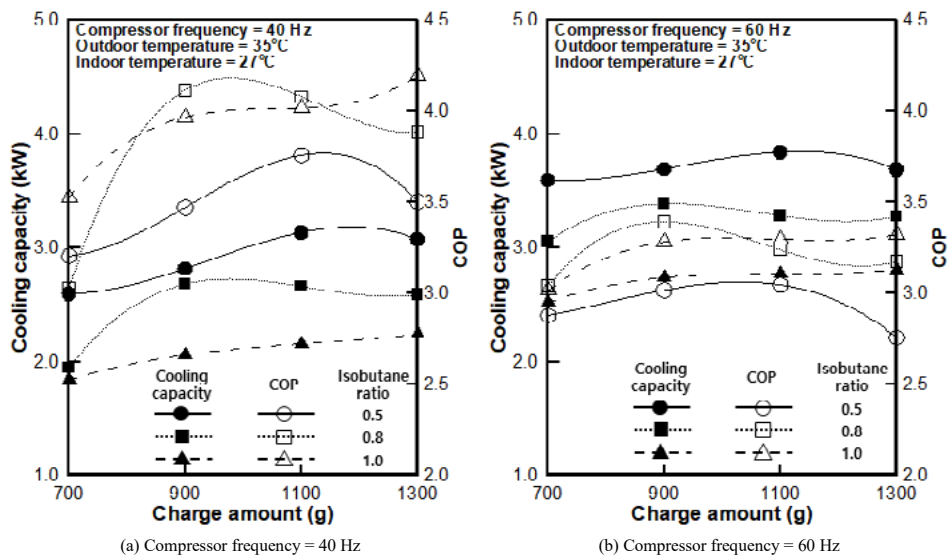 5.0
4.0
3.0
2.0
1.0
Cooling capacity (kW)
Compressor frequency = 40 Hz
Outdoor temperature = 35°C
Indoor temperature = 27°C
4.5
4.0
3.5
3.0
2.5
2.0
COP
Cooling capacity COP Isobutane ratio
0.5
0.8
1.0
700 900 1100 1300
Charge amount (g)
(a) Compressor frequency = 40 Hz
5.0
4.0
3.0
2.0
1.0
Cooling capacity (kW)
Compressor frequency = 60 Hz
Outdoor temperature = 35°C
Indoor temperature = 27°C
4.5
4.0
3.5
3.0
2.5
2.0
COP
Cooling capacity COP Isobutane ratio
0.5
0.8
1.0
700 900 1100 1300
Charge amount (g)
(b) Compressor frequency = 60 Hz